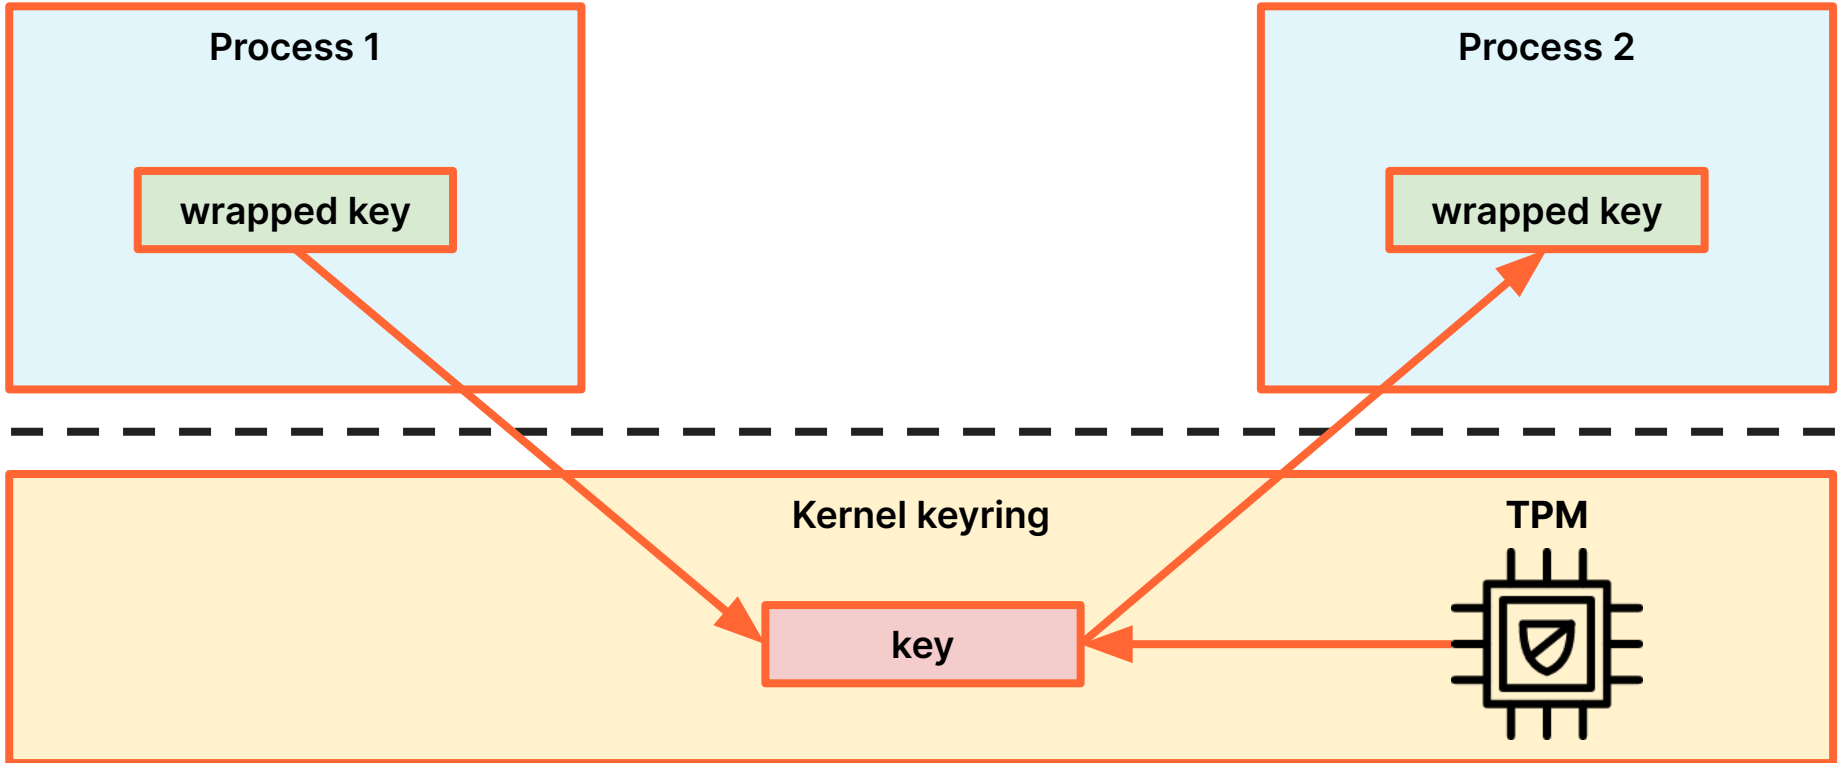 Process 1
Process 2
wrapped key
wrapped key
Kernel keyring
TPM
key